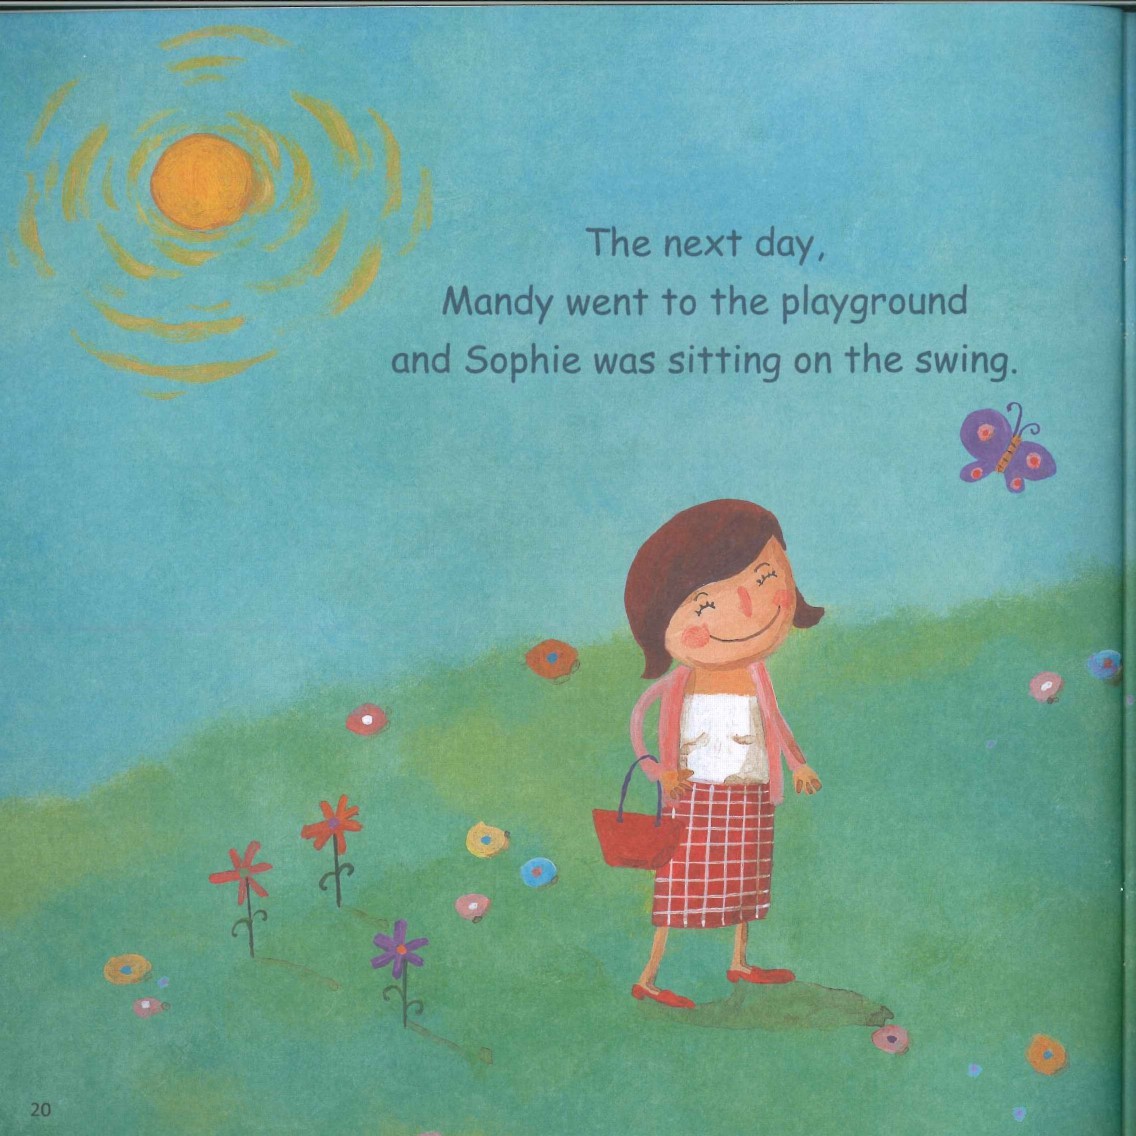 The next day,
Mandy went to the playground
and Sophie was sitting on the swing.
20